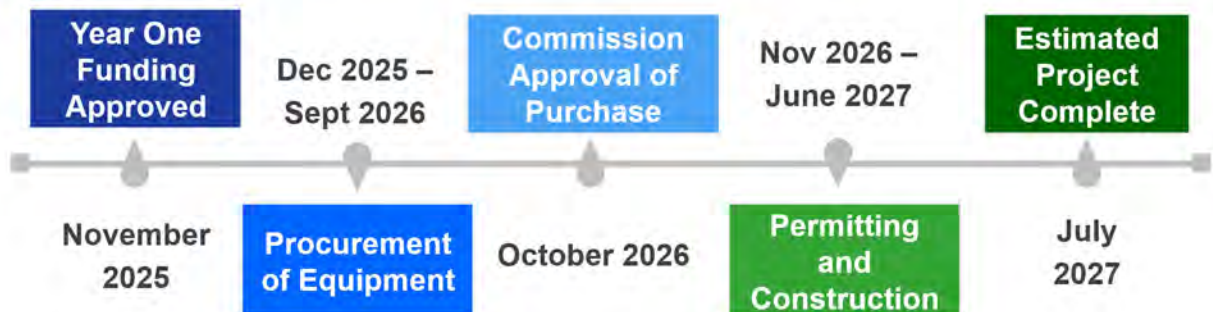 Year One
Funding
Approved
November
2025
Dec 2025 –
Sept 2026
Procurement
of Equipment
Commission
Approval of
Purchase
October 2026
Nov 2026 –
June 2027
Permitting
and
Construction
Estimated
Project
Complete
July
2027